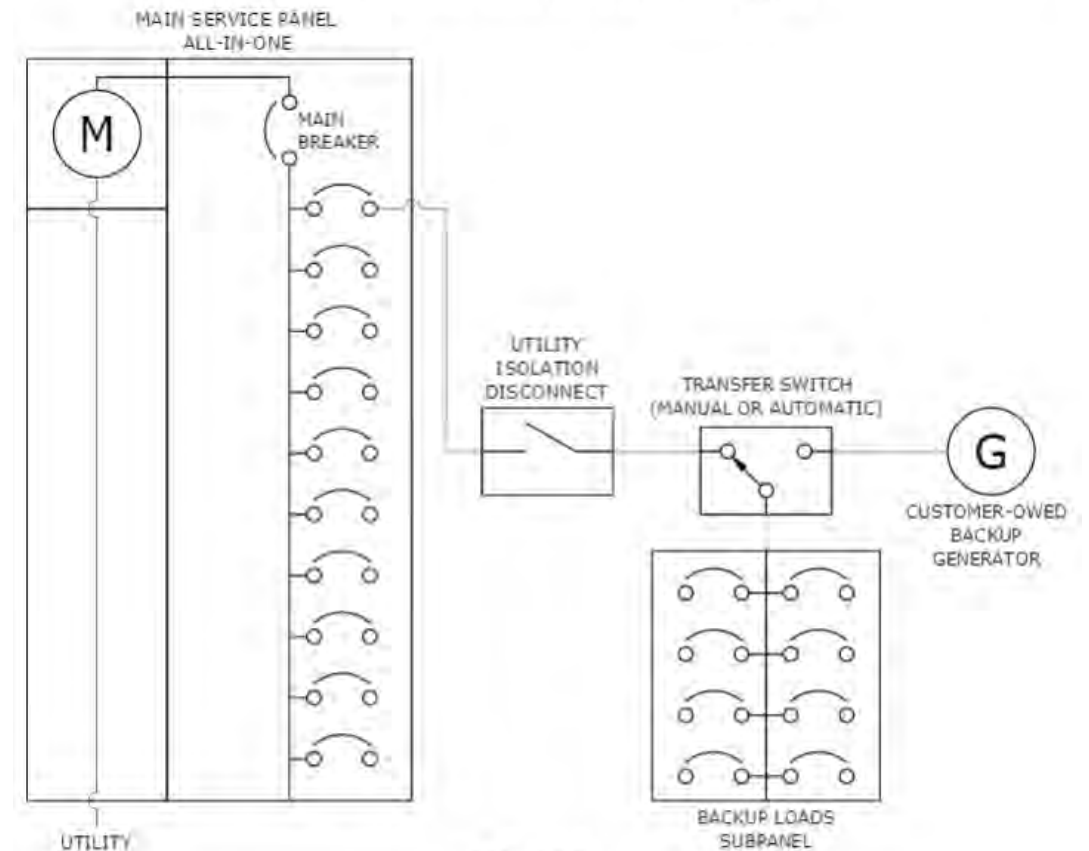 MAIN SERVICE PANEL
ALL-IN-ONE
M
MAIN
BREAKER
UTILITY
ISOLATION
DISCONNECT
TRANSFER SWITCH
(MANUAL OR AUTOMATIC)
G
CUSTOMER-OWED
BACKUP
GENERATOR
BACKUP LOADS
SUBPANEL
UTILITY